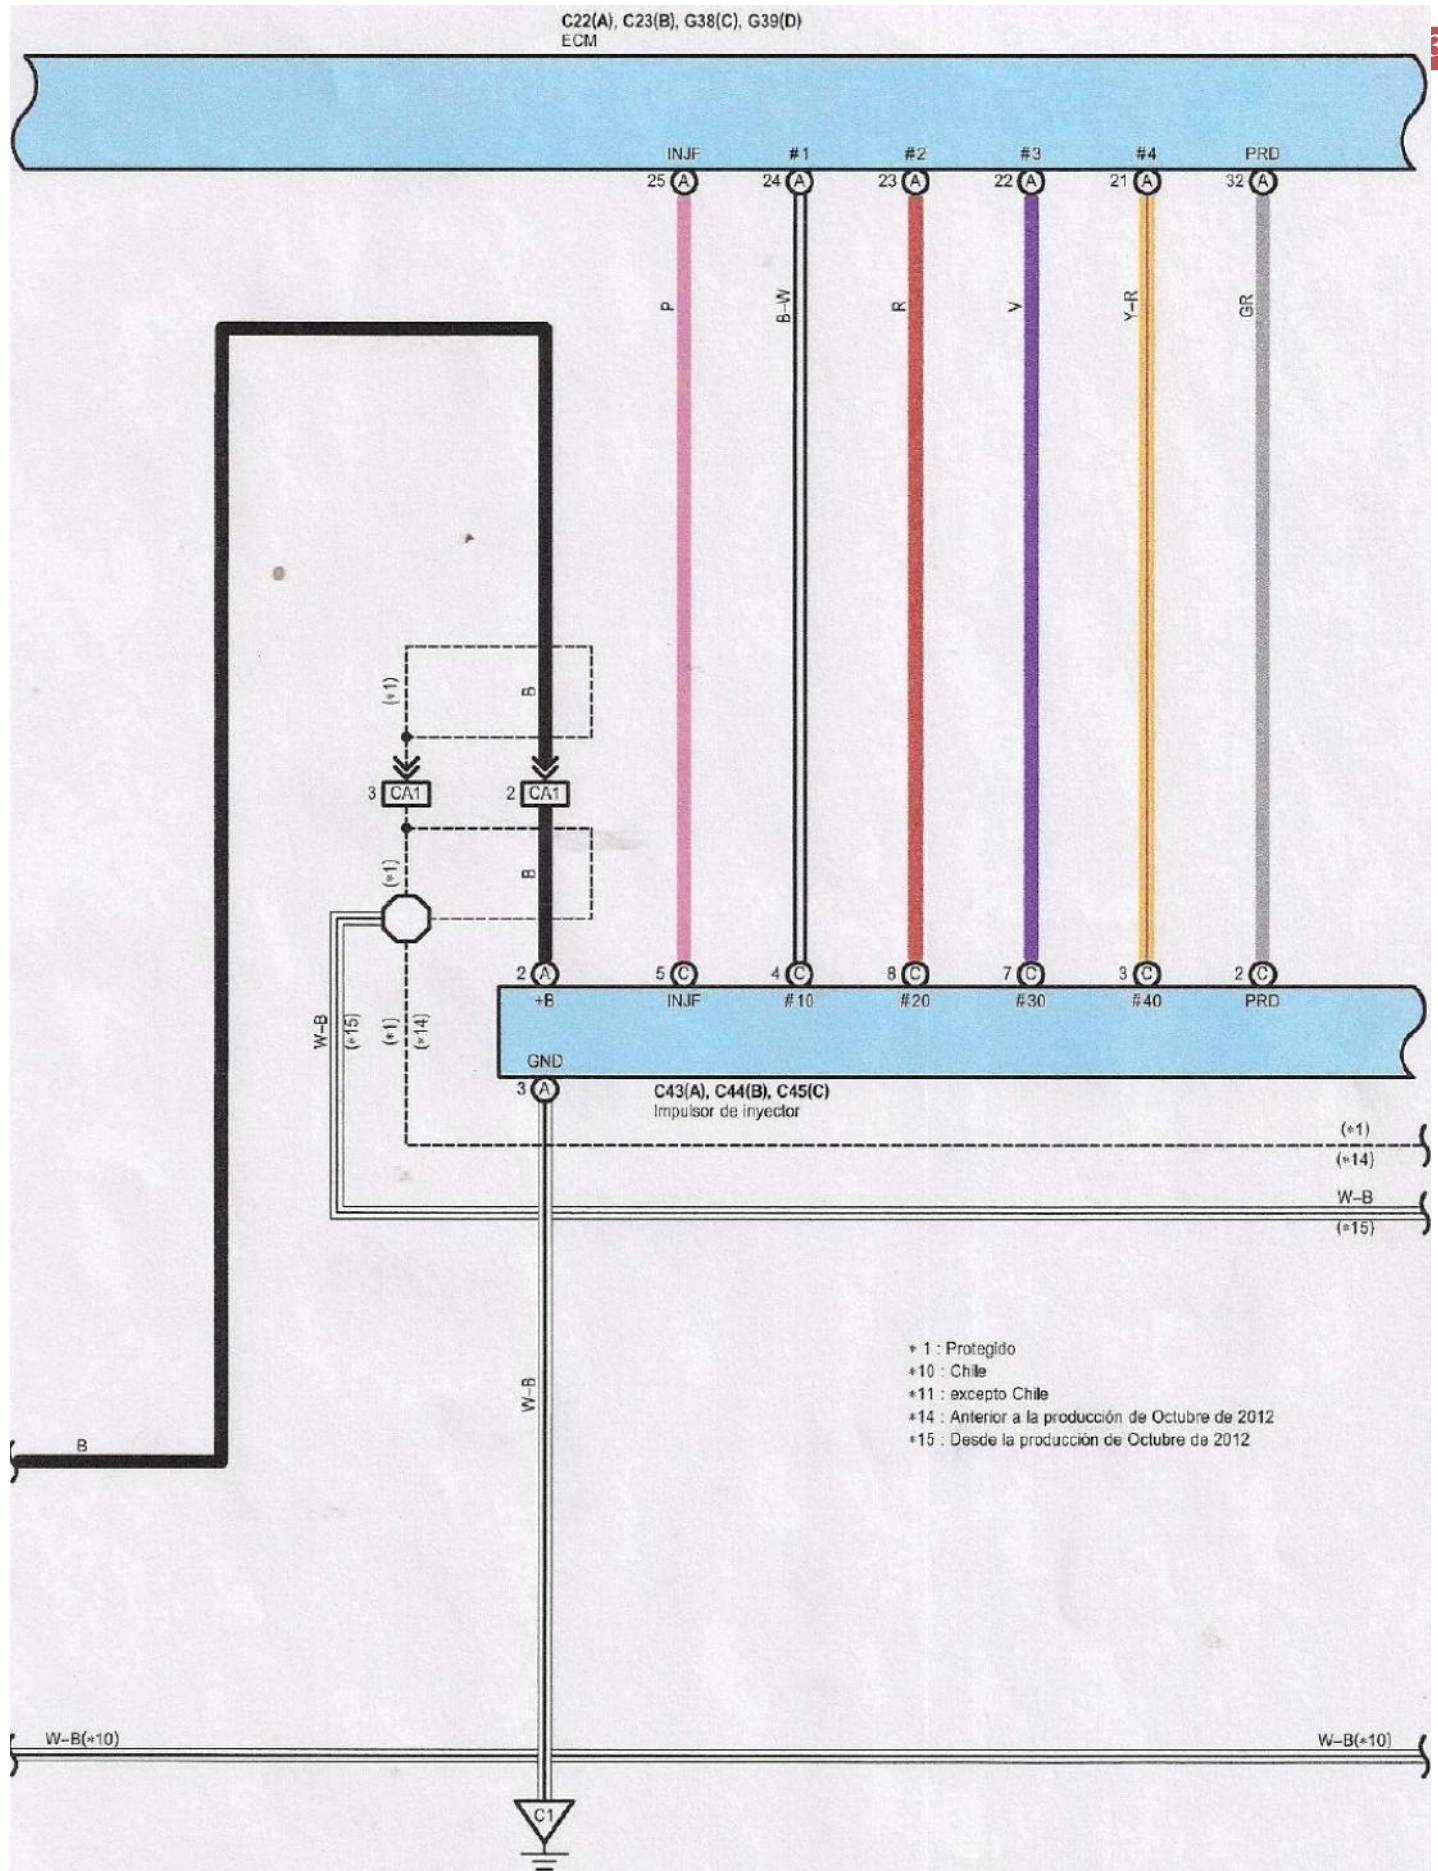 C22(A), C23(B), G38(C), G39(D)
ECM
INJF #1 #2 #3 #4 PRD
25 A 24 A 23 A 22 A 21 A 32 A
P B–W R V Y–R GR
(*1) B
3 CA1 2 CA1
(*1) B
2 A 5 C 4 C 8 C 7 C 3 C 2 C
+B INJF #10 #20 #30 #40 PRD
W–B (*15) (*1) (*14)
GND
3 A
C43(A), C44(B), C45(C)
Impulsor de inyector
(*1)
(*14)
W–B
(*15)
* 1 : Protegido
*10 : Chile
*11 : excepto Chile
*14 : Anterior a la producción de Octubre de 2012
*15 : Desde la producción de Octubre de 2012
W–B
B
W–B(*10) W–B(*10)
C1